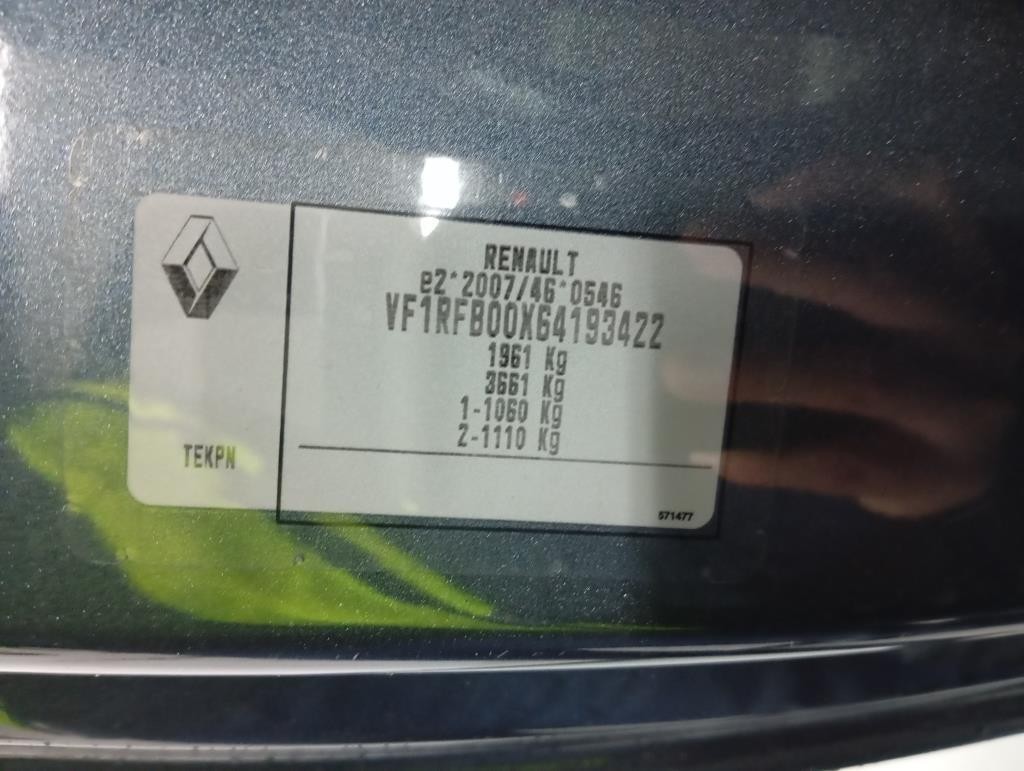 RENAULT
e2*2007/46*0546
VF1RFB00X64193422
1961 Kg
3661 Kg
1-1060 Kg
2-1110 Kg
TEKPN
571477